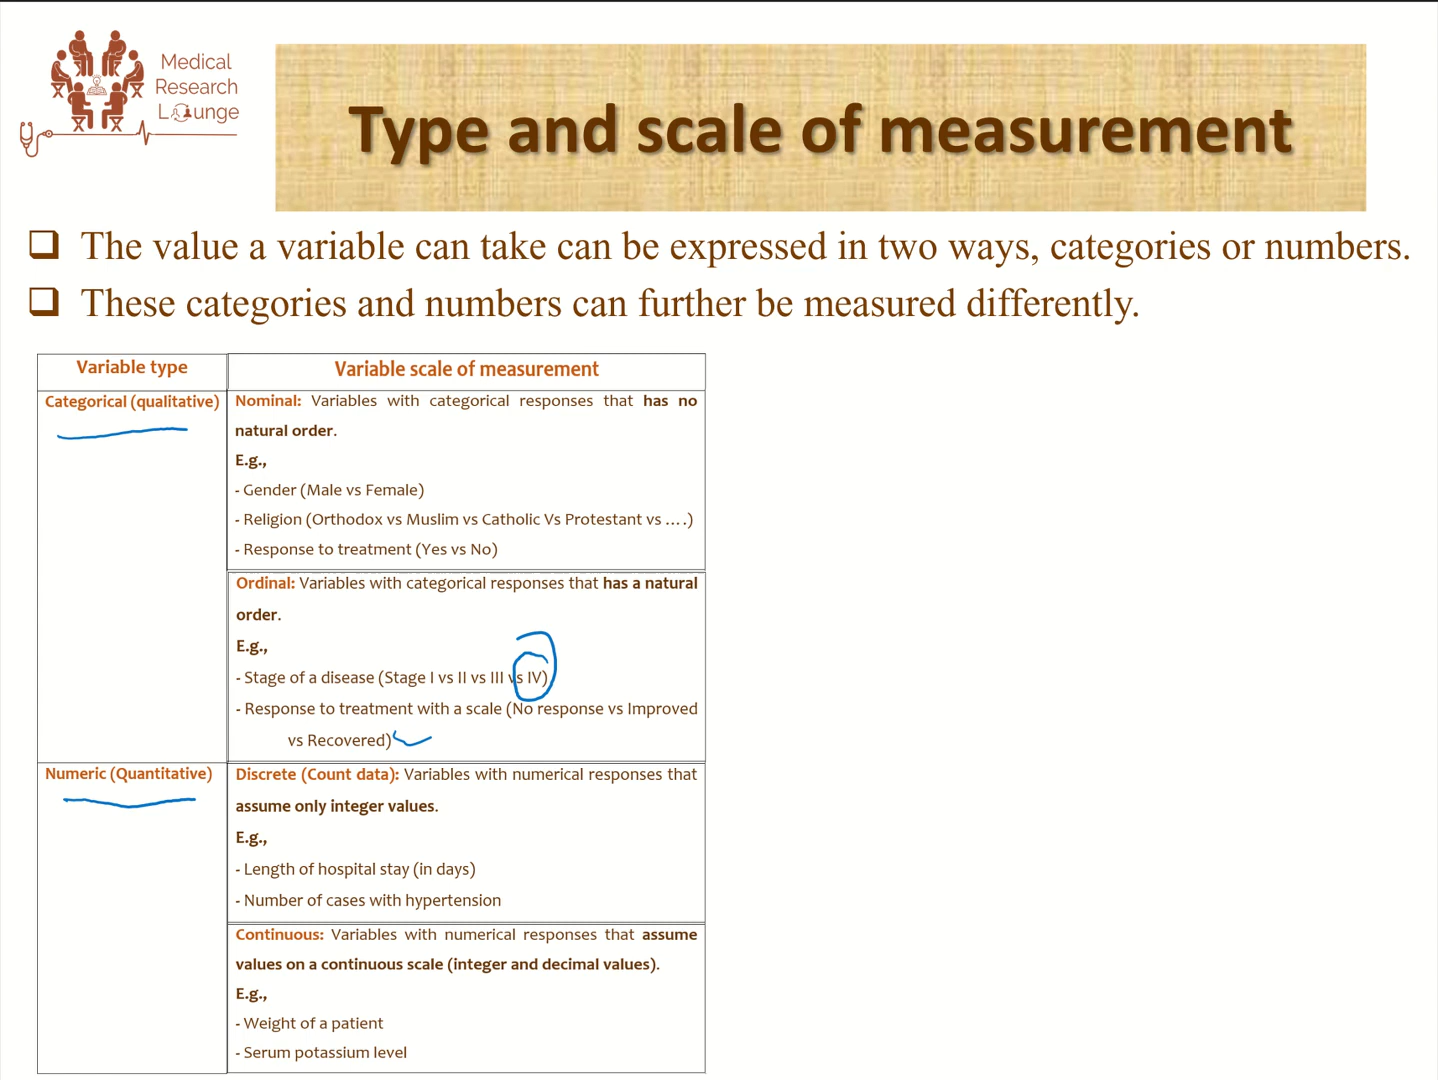 Medical
Research
Lounge
Type and scale of measurement
The value a variable can take can be expressed in two ways, categories or numbers.
These categories and numbers can further be measured differently.
Variable type
Variable scale of measurement
Categorical (qualitative)
Nominal: Variables with categorical responses that has no
natural order.
E.g.,
- Gender (Male vs Female)
- Religion (Orthodox vs Muslim vs Catholic Vs Protestant vs ....)
- Response to treatment (Yes vs No)
Ordinal: Variables with categorical responses that has a natural
order.
E.g.,
- Stage of a disease (Stage I vs II vs III vs IV)
- Response to treatment with a scale (No response vs Improved
vs Recovered)
Numeric (Quantitative)
Discrete (Count data): Variables with numerical responses that
assume only integer values.
E.g.,
- Length of hospital stay (in days)
- Number of cases with hypertension
Continuous: Variables with numerical responses that assume
values on a continuous scale (integer and decimal values).
E.g.,
- Weight of a patient
- Serum potassium level